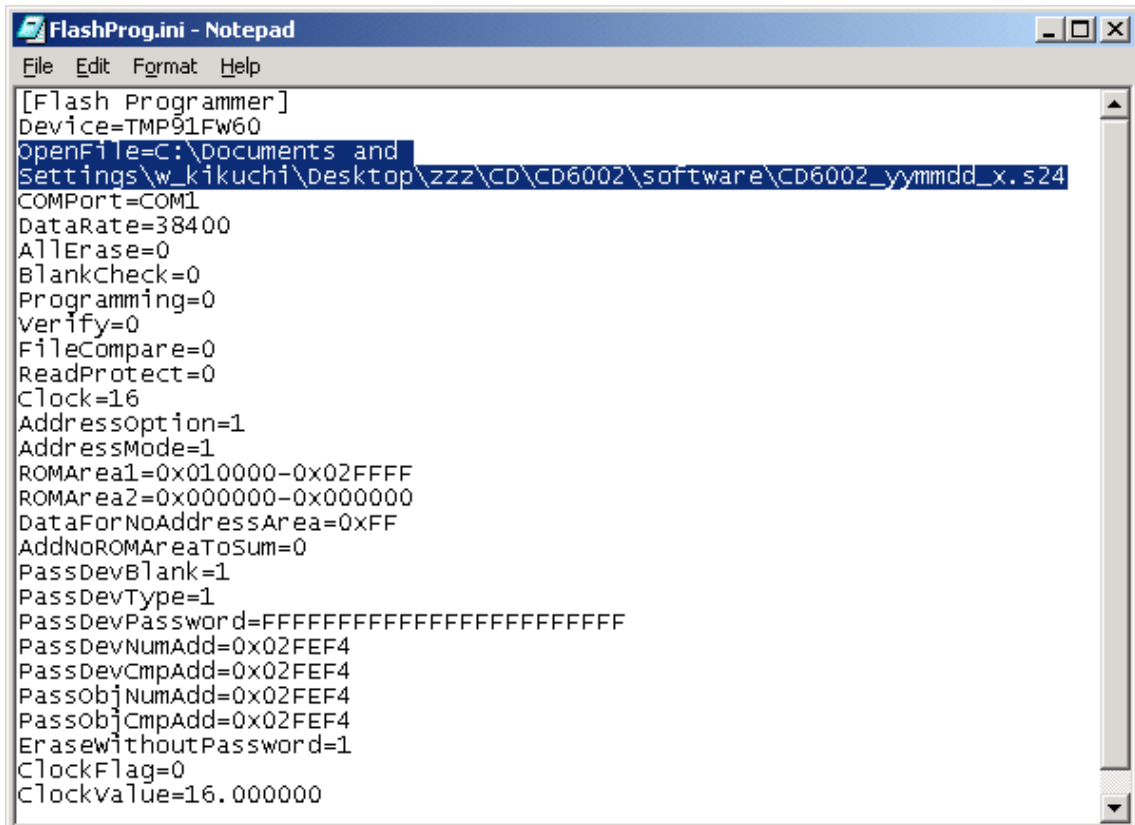 FlashProg.ini - Notepad
File Edit Format Help
[Flash Programmer]
Device=TMP91FW60
OpenFile=C:\Documents and
Settings\w_kikuchi\Desktop\zzz\CD\CD6002\software\CD6002_yymmdd_x.s24
COMPort=COM1
DataRate=38400
AllErase=0
BlankCheck=0
Programming=0
Verify=0
FileCompare=0
ReadProtect=0
Clock=16
AddressOption=1
AddressMode=1
ROMArea1=0x010000-0x02FFFF
ROMArea2=0x000000-0x000000
DataForNoAddressArea=0xFF
AddNoROMAreaToSum=0
PassDevBlank=1
PassDevType=1
PassDevPassword=FFFFFFFFFFFFFFFFFFFFFFFF
PassDevNumAdd=0x02FEF4
PassDevCmpAdd=0x02FEF4
PassObjNumAdd=0x02FEF4
PassObjCmpAdd=0x02FEF4
EraseWithoutPassword=1
ClockFlag=0
ClockValue=16.000000